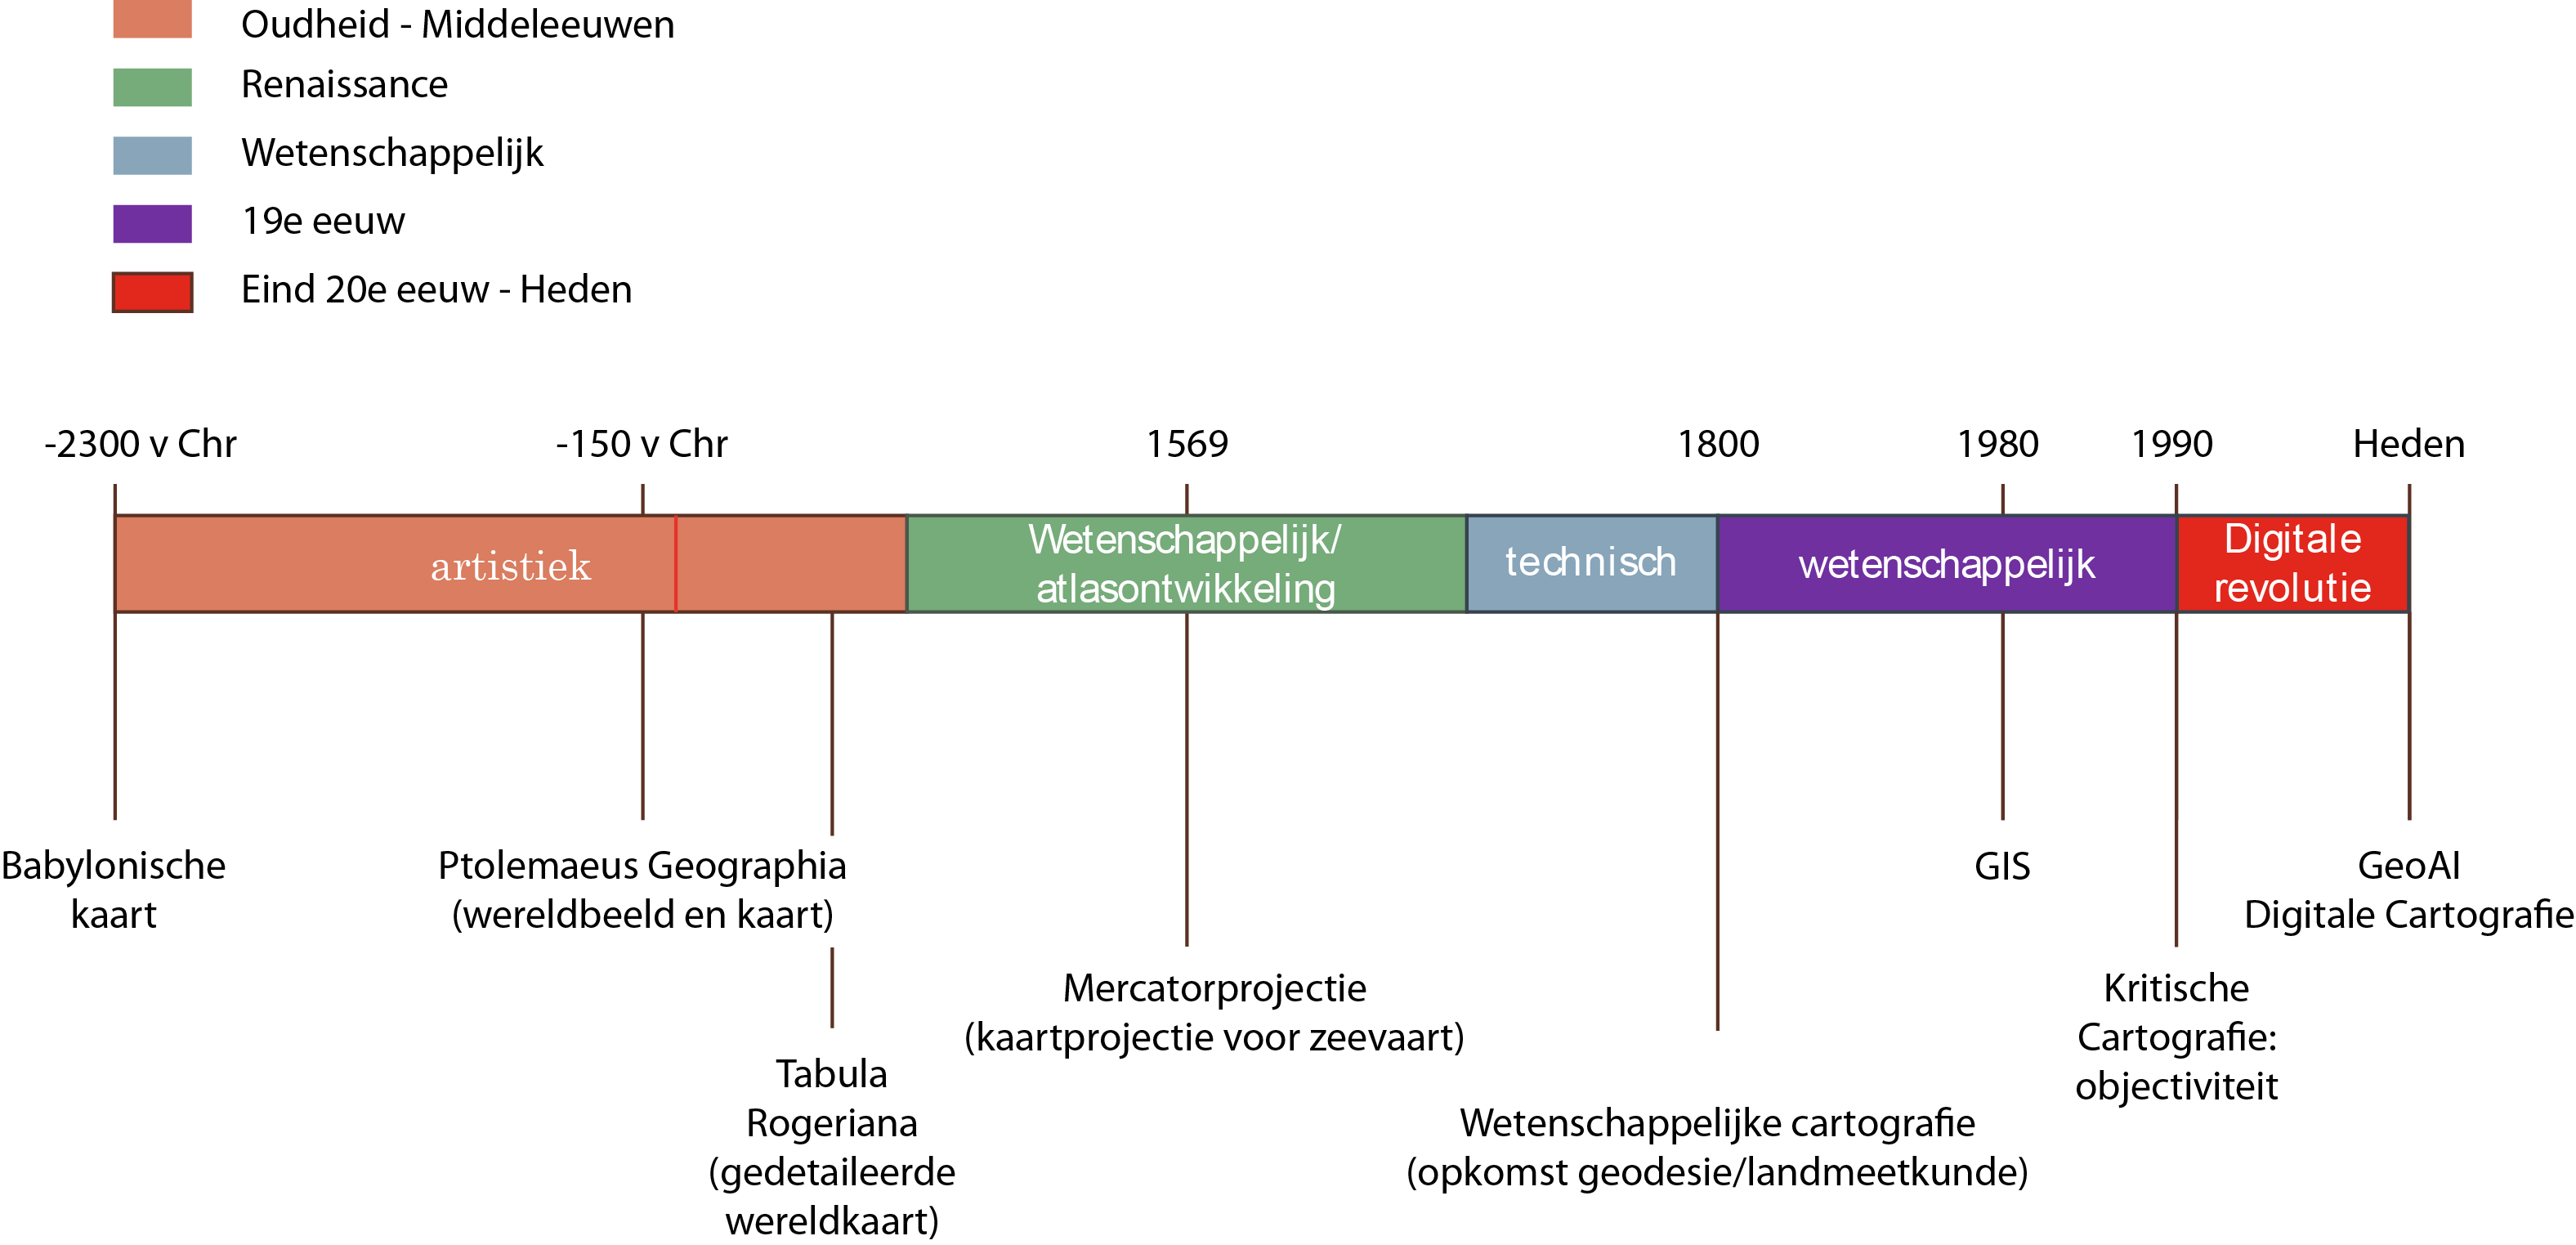 Oudheid - Middeleeuwen
Renaissance
Wetenschappelijk
19e eeuw
Eind 20e eeuw - Heden
-2300 v Chr
-150 v Chr
1569
1800
1980
1990
Heden
artistiek
Wetenschappelijk/
atlasontwikkeling
technisch
wetenschappelijk
Digitale
revolutie
Babylonische
kaart
Ptolemaeus Geographia
(wereldbeeld en kaart)
Tabula
Rogeriana
(gedetaileerde
wereldkaart)
Mercatorprojectie
(kaartprojectie voor zeevaart)
Wetenschappelijke cartografie
(opkomst geodesie/landmeetkunde)
GIS
Kritische
Cartografie:
objectiviteit
GeoAI
Digitale Cartografie